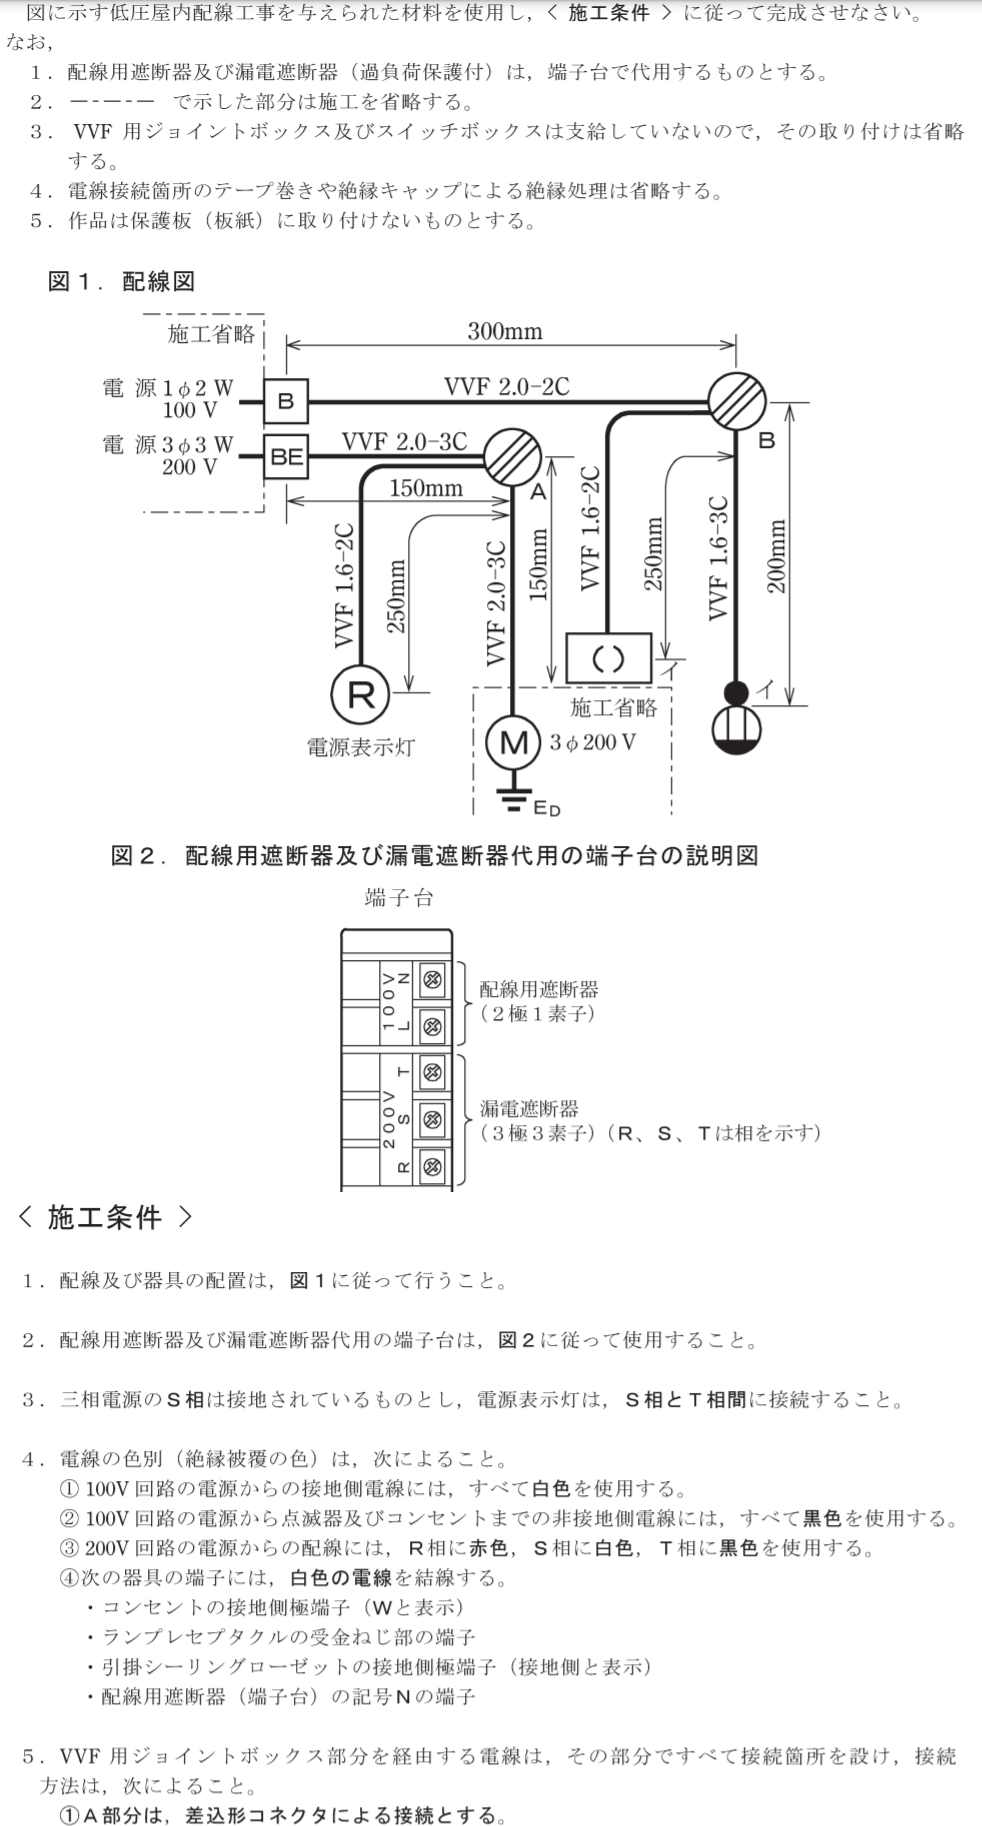 図に示す低圧屋内配線工事を与えられた材料を使用し，＜ 施工条件 ＞ に従って完成させなさい。
なお，
１．配線用遮断器及び漏電遮断器（過負荷保護付）は，端子台で代用するものとする。
２．－－－－－ で示した部分は施工を省略する。
３． VVF 用ジョイントボックス及びスイッチボックスは支給していないので，その取り付けは省略
する。
４．電線接続箇所のテープ巻きや絶縁キャップによる絶縁処理は省略する。
５．作品は保護板（板紙）に取り付けないものとする。
図１．配線図
施工省略
300mm
電 源 1φ2 W
100 V
B
VVF 2.0-2C
電 源 3φ3 W
200 V
BE
VVF 2.0-3C
B
150mm
A
VVF 1.6-2C
250mm
VVF 2.0-3C
150mm
VVF 1.6-2C
250mm
VVF 1.6-3C
200mm
イ
イ
R
電源表示灯
施工省略
M
3φ200 V
ED
図２．配線用遮断器及び漏電遮断器代用の端子台の説明図
端子台
100V
N
L
配線用遮断器
（２極１素子）
200V
T
S
R
漏電遮断器
（３極３素子）（Ｒ、Ｓ、Ｔは相を示す）
＜ 施工条件 ＞
１．配線及び器具の配置は，図１に従って行うこと。
２．配線用遮断器及び漏電遮断器代用の端子台は，図２に従って使用すること。
３．三相電源のＳ相は接地されているものとし，電源表示灯は，Ｓ相とＴ相間に接続すること。
４．電線の色別（絶縁被覆の色）は，次によること。
① 100V 回路の電源からの接地側電線には，すべて白色を使用する。
② 100V 回路の電源から点滅器及びコンセントまでの非接地側電線には，すべて黒色を使用する。
③ 200V 回路の電源からの配線には，Ｒ相に赤色，Ｓ相に白色，Ｔ相に黒色を使用する。
④次の器具の端子には，白色の電線を結線する。
・コンセントの接地側極端子（Ｗと表示）
・ランプレセプタクルの受金ねじ部の端子
・引掛シーリングローゼットの接地側極端子（接地側と表示）
・配線用遮断器（端子台）の記号Ｎの端子
５．VVF 用ジョイントボックス部分を経由する電線は，その部分ですべて接続箇所を設け，接続
方法は，次によること。
①Ａ部分は，差込形コネクタによる接続とする。